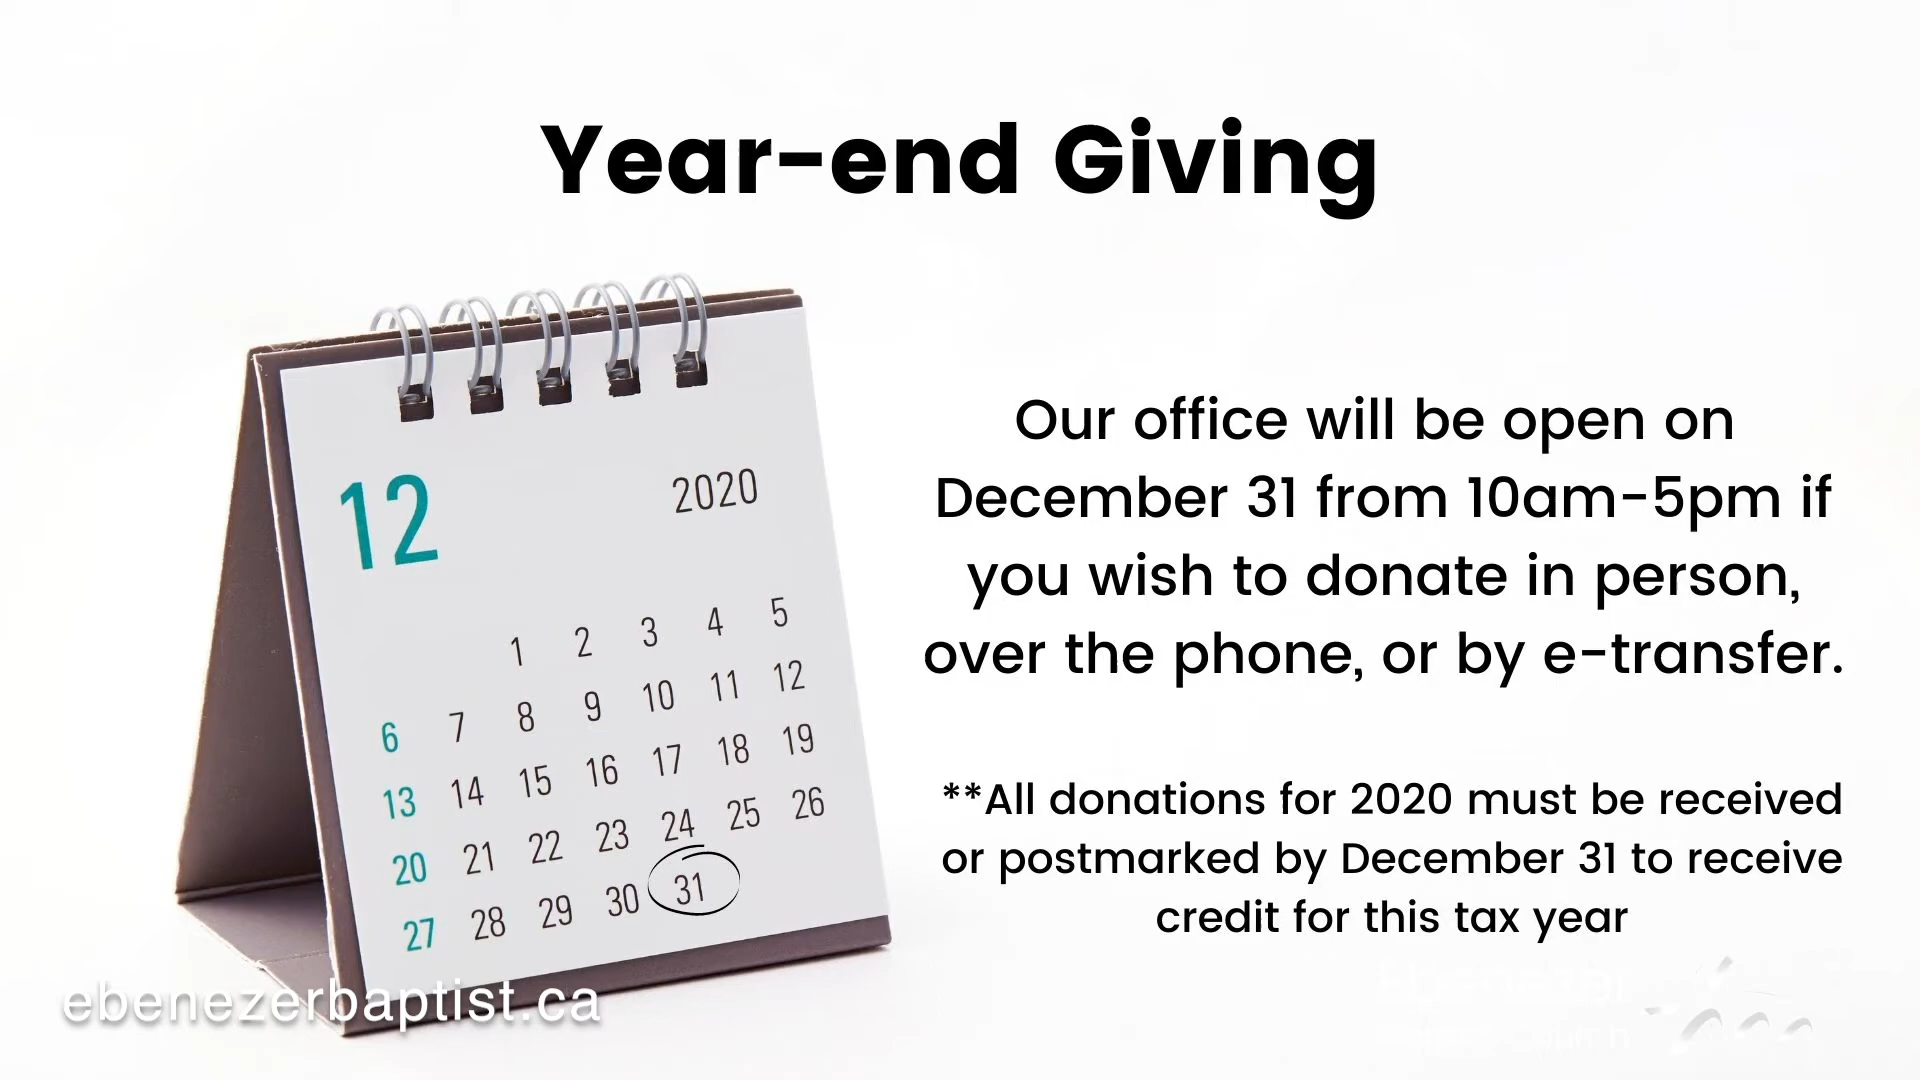 Year-end Giving
12
2020
1 2 3 4 5
6 7 8 9 10 11 12
13 14 15 16 17 18 19
20 21 22 23 24 25 26
27 28 29 30 31
Our office will be open on
December 31 from 10am-5pm if
you wish to donate in person,
over the phone, or by e-transfer.
**All donations for 2020 must be received
or postmarked by December 31 to receive
credit for this tax year
ebenezerbaptist.ca